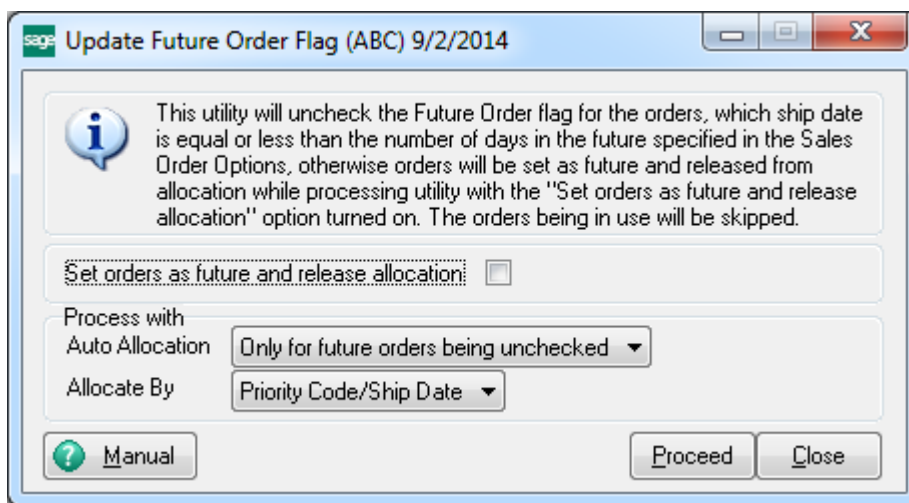 sage Update Future Order Flag (ABC) 9/2/2014
This utility will uncheck the Future Order flag for the orders, which ship date
is equal or less than the number of days in the future specified in the Sales
Order Options, otherwise orders will be set as future and released from
allocation while processing utility with the "Set orders as future and release
allocation" option turned on. The orders being in use will be skipped.
Set orders as future and release allocation
Process with
Auto Allocation Only for future orders being unchecked
Allocate By Priority Code/Ship Date
Manual Proceed Close